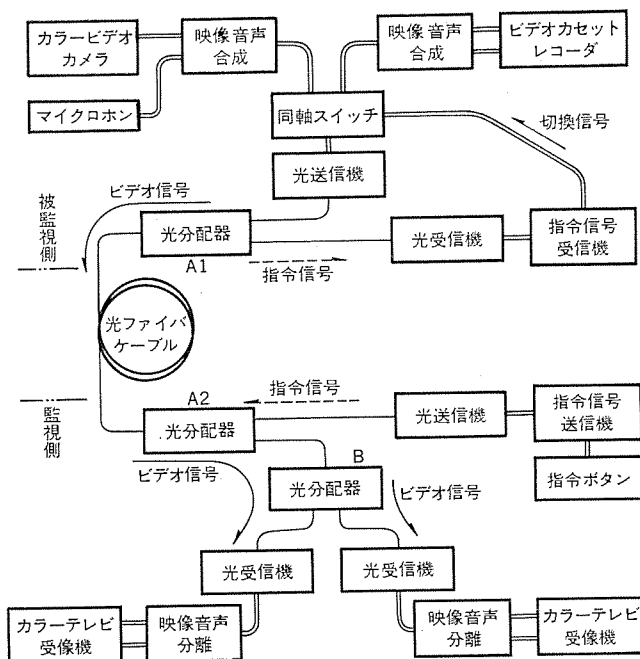 カラービデオ
カメラ
映像音声
合成
映像音声
合成
ビデオカセット
レコーダ
マイクロホン
同軸スイッチ
切換信号
光送信機
ビデオ信号
被監視側
光分配器
光受信機
指令信号
受信機
A1
指令信号
光ファイバ
ケーブル
A2
指令信号
監視側
光分配器
光送信機
指令信号
送信機
ビデオ信号
B
光分配器
ビデオ信号
指令ボタン
光受信機
光受信機
カラーテレビ
受像機
映像音声
分離
映像音声
分離
カラーテレビ
受像機